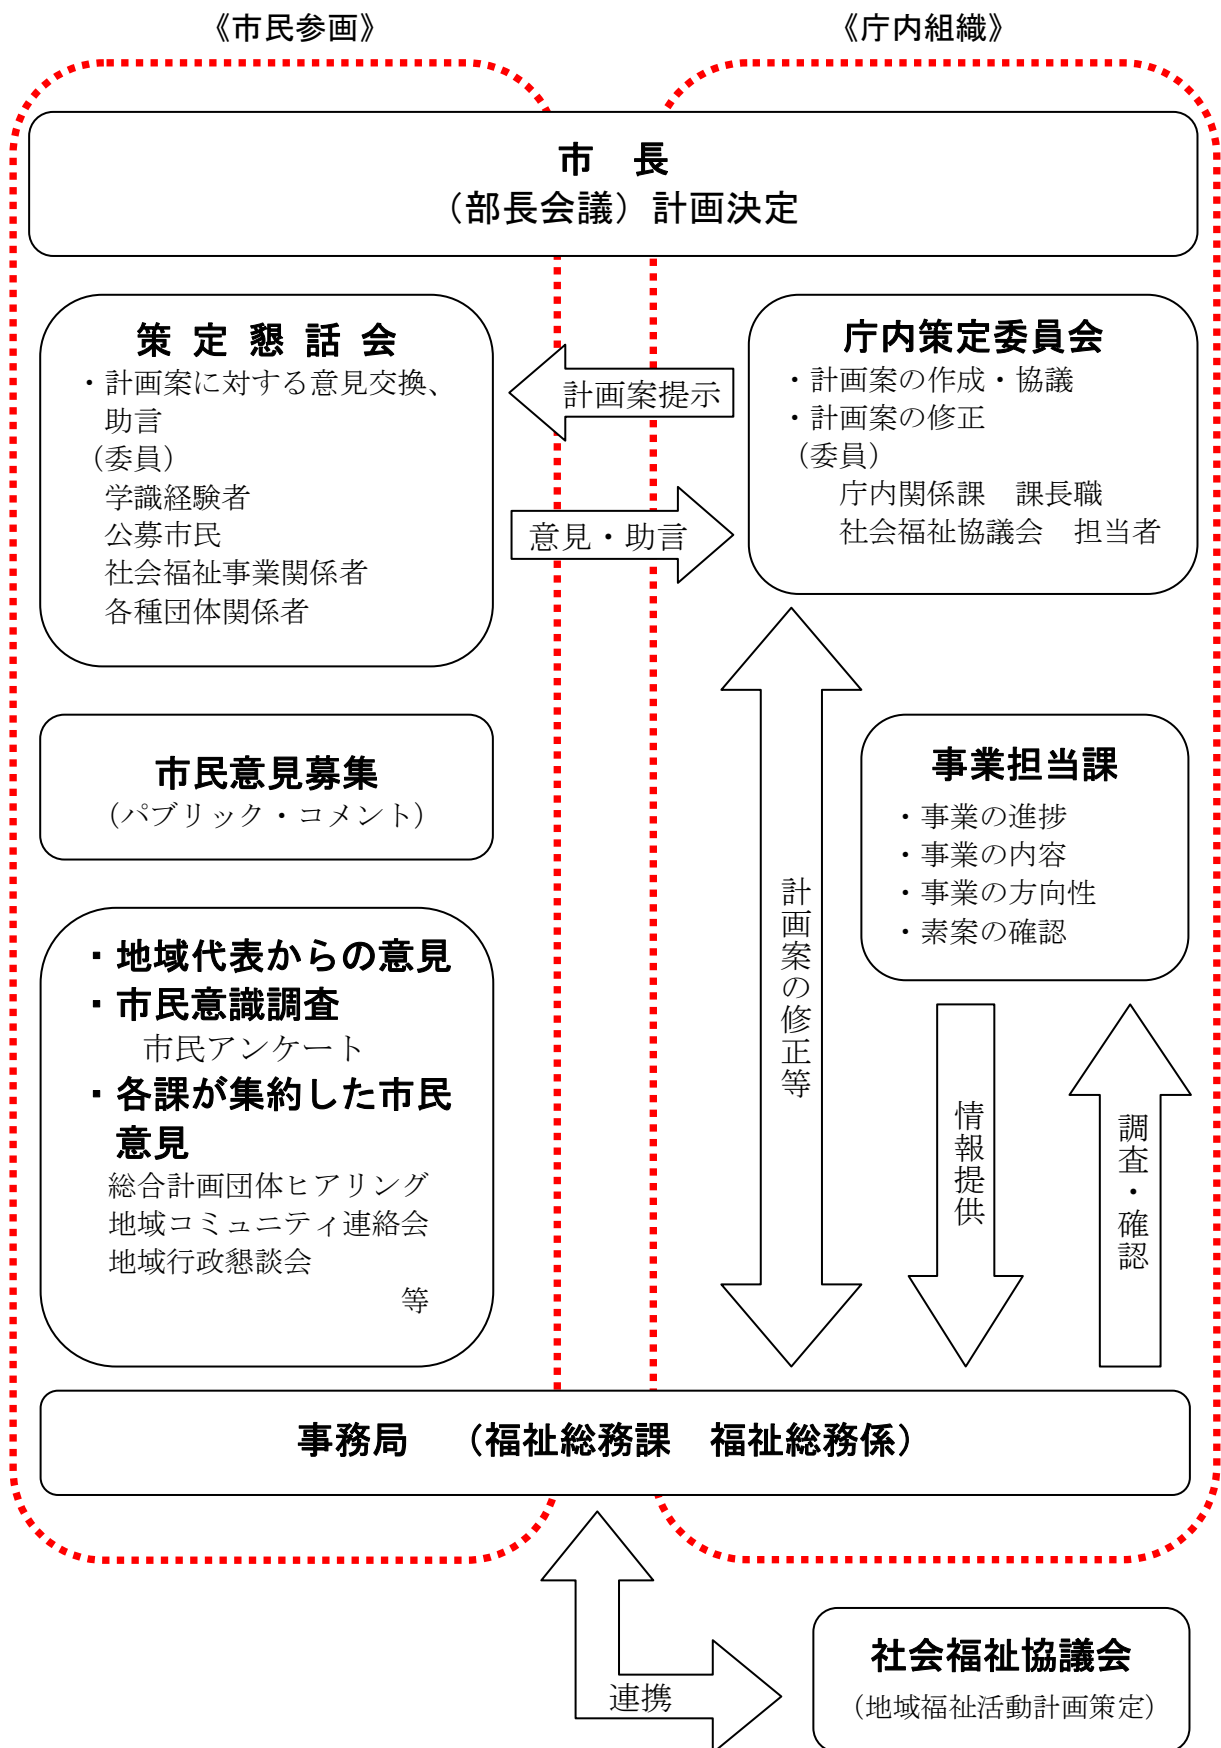 《市民参画》
《庁内組織》
市　長
（部長会議）計画決定
策 定 懇 話 会
・計画案に対する意見交換、
助言
（委員）
学識経験者
公募市民
社会福祉事業関係者
各種団体関係者
計画案提示
意見・助言
庁内策定委員会
・計画案の作成・協議
・計画案の修正
（委員）
庁内関係課　課長職
社会福祉協議会　担当者
市民意見募集
（パブリック・コメント）
事業担当課
・事業の進捗
・事業の内容
・事業の方向性
・素案の確認
・地域代表からの意見
・市民意識調査
市民アンケート
・各課が集約した市民
意見
総合計画団体ヒアリング
地域コミュニティ連絡会
地域行政懇談会
等
計画案の修正等
情報提供
調査・確認
事務局　（福祉総務課　福祉総務係）
連携
社会福祉協議会
（地域福祉活動計画策定）